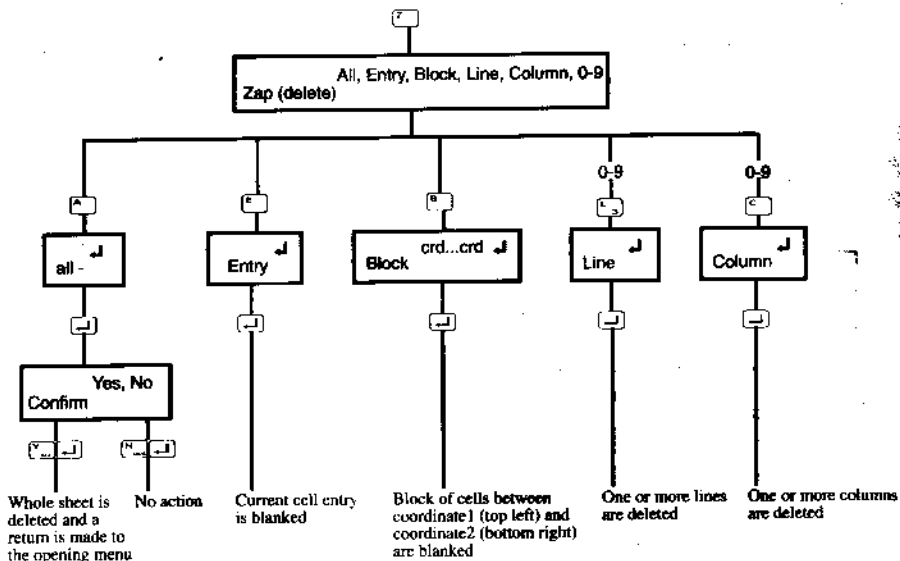 Z
All, Entry, Block, Line, Column, 0-9
Zap (delete)
0-9
0-9
A
E
B
L
C
all -
Entry
crd...crd
Block
Line
Column
Yes, No
Confirm
Y
N
Whole sheet is
deleted and a
return is made to
the opening menu
No action
Current cell entry
is blanked
Block of cells between
coordinate1 (top left) and
coordinate2 (bottom right)
are blanked
One or more lines
are deleted
One or more columns
are deleted